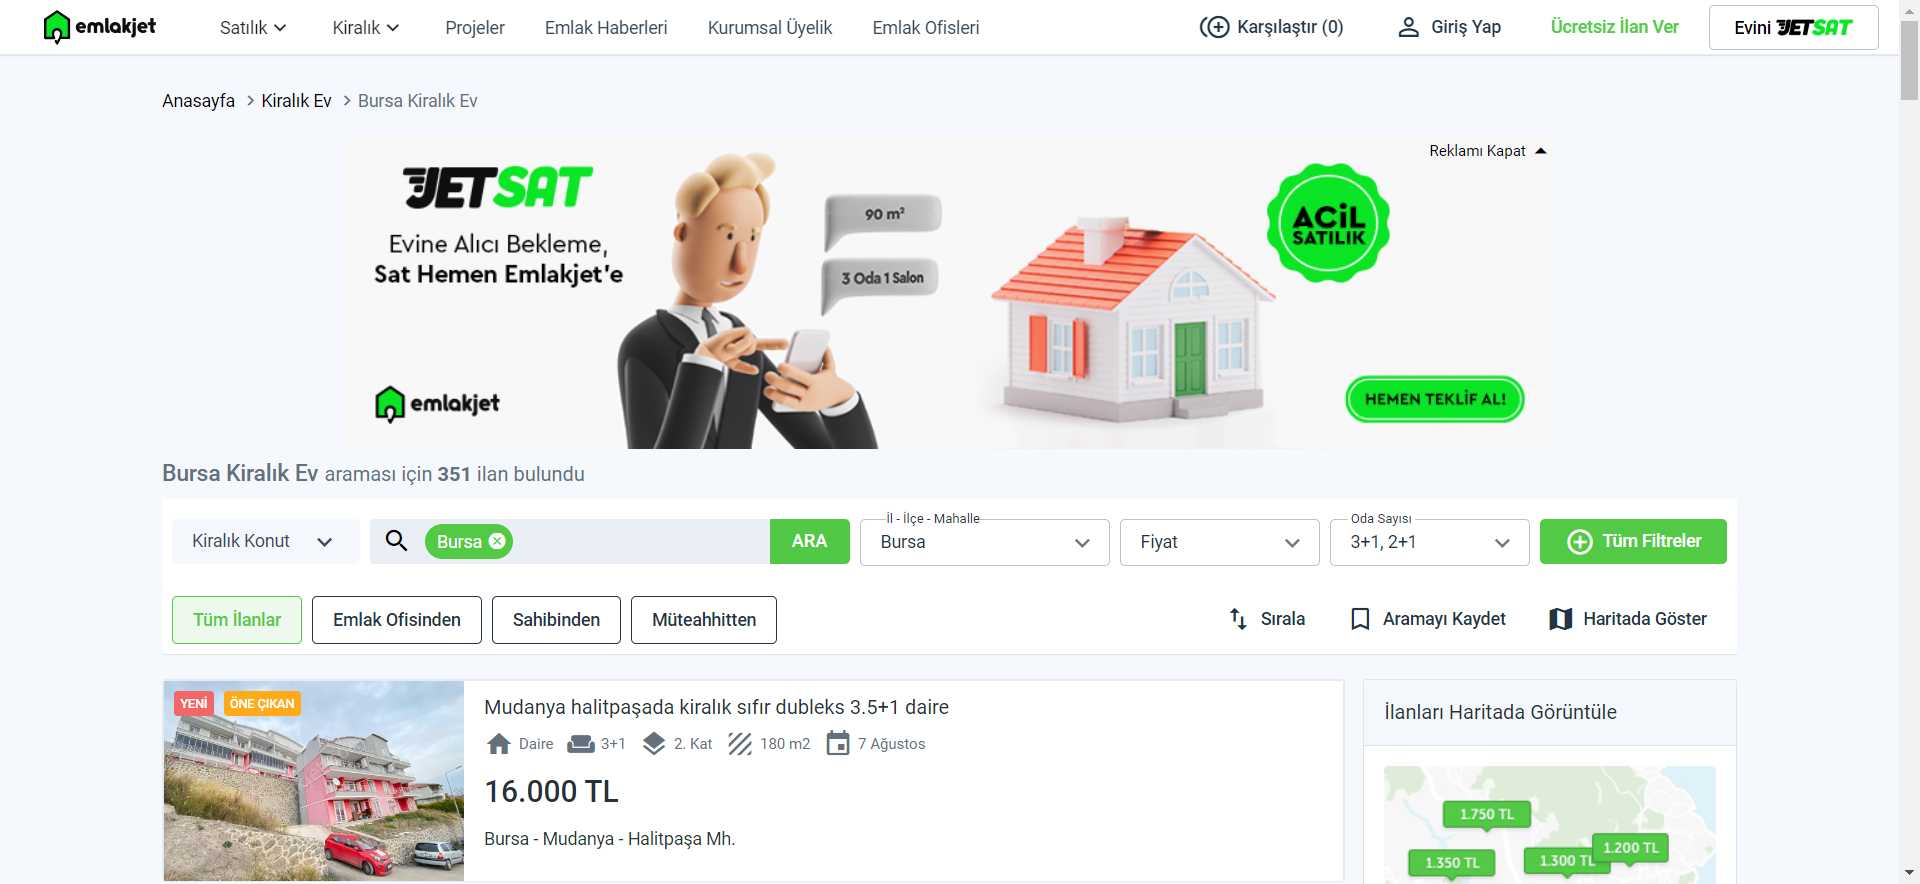 emlakjet
Satılık
Kiralık
Projeler
Emlak Haberleri
Kurumsal Üyelik
Emlak Ofisleri
Karşılaştır (0)
Giriş Yap
Ücretsiz İlan Ver
Evini JETSAT
Anasayfa > Kiralık Ev > Bursa Kiralık Ev
Reklamı Kapat
JETSAT
Evine Alıcı Bekleme,
Sat Hemen Emlakjet'e
90 m²
3 Oda 1 Salon
ACİL
SATILIK
emlakjet
HEMEN TEKLİF AL!
Bursa Kiralık Ev araması için 351 ilan bulundu
Kiralık Konut
Bursa
ARA
İl - İlçe - Mahalle
Bursa
Fiyat
Oda Sayısı
3+1, 2+1
Tüm Filtreler
Tüm İlanlar
Emlak Ofisinden
Sahibinden
Müteahhitten
Sırala
Aramayı Kaydet
Haritada Göster
YENİ
ÖNE ÇIKAN
Mudanya halitpaşada kiralık sıfır dubleks 3.5+1 daire
Daire 3+1 2. Kat 180 m2 7 Ağustos
16.000 TL
Bursa - Mudanya - Halitpaşa Mh.
İlanları Haritada Görüntüle
1.750 TL
1.200 TL
1.350 TL
1.300 TL